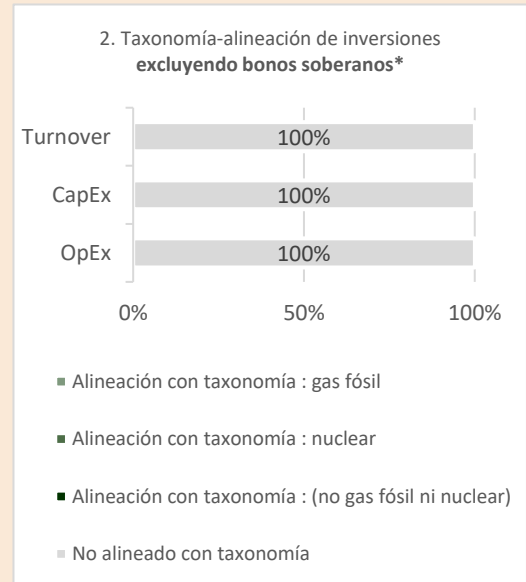 2. Taxonomía-alineación de inversiones
excluyendo bonos soberanos*
Turnover 100%
CapEx 100%
OpEx 100%
0% 50% 100%
Alineación con taxonomía : gas fósil
Alineación con taxonomía : nuclear
Alineación con taxonomía : (no gas fósil ni nuclear)
No alineado con taxonomía